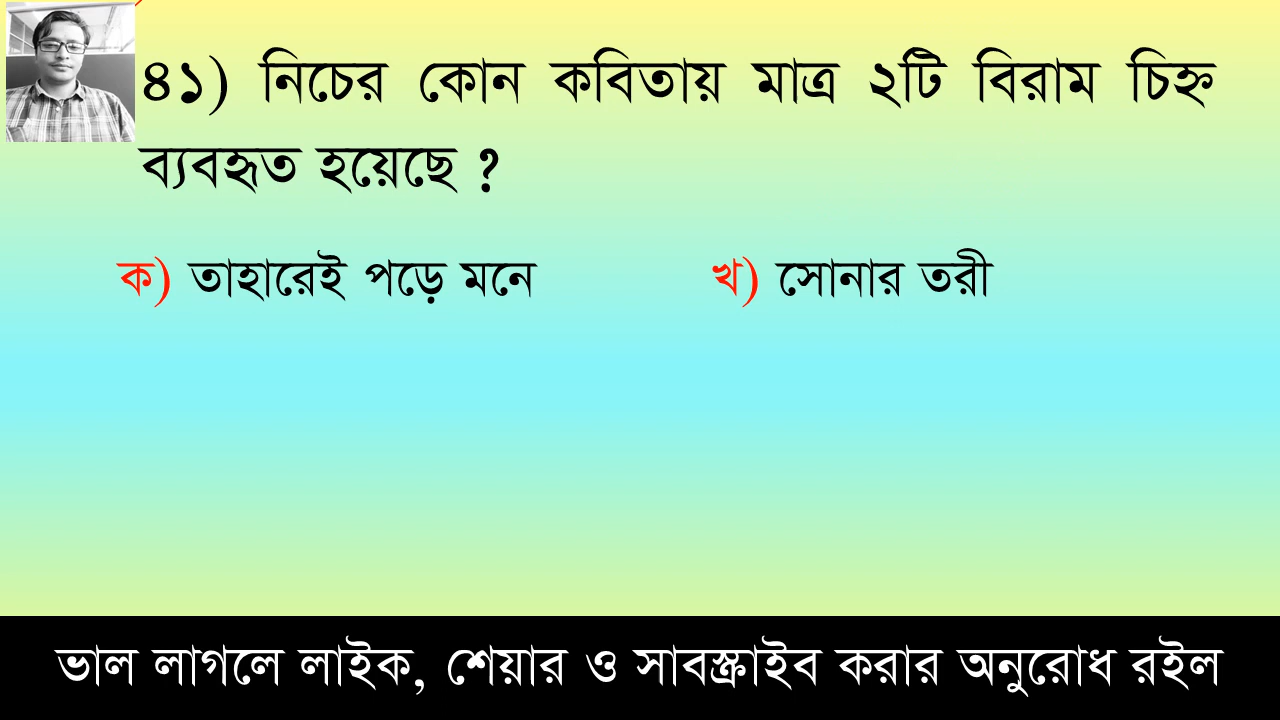 ৪১) নিচের কোন কবিতায় মাত্র ২টি বিরাম চিহ্ন
ব্যবহৃত হয়েছে ?
ক) তাহারেই পড়ে মনে খ) সোনার তরী
ভাল লাগলে লাইক, শেয়ার ও সাবস্ক্রাইব করার অনুরোধ রইল